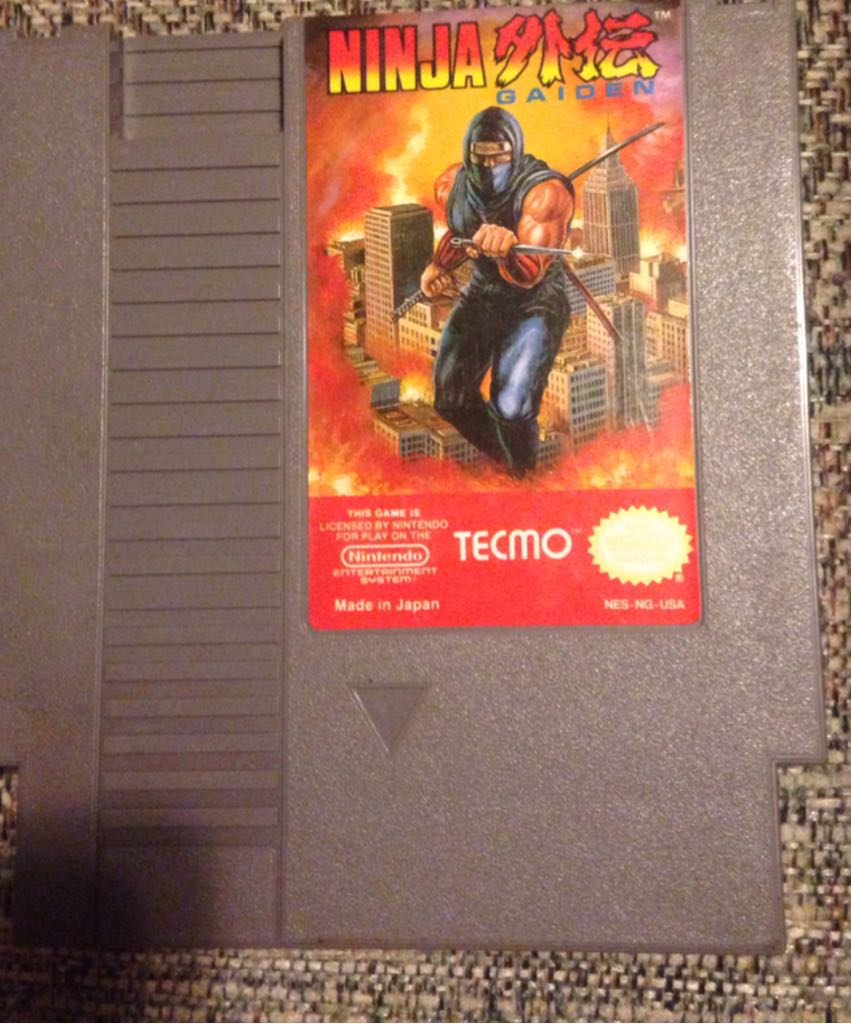 NINJA 外伝 ™
GAIDEN
THIS GAME IS
LICENSED BY NINTENDO
FOR PLAY ON THE
Nintendo
ENTERTAINMENT
SYSTEM®
TECMO™
®
Made in Japan
NES-NG-USA